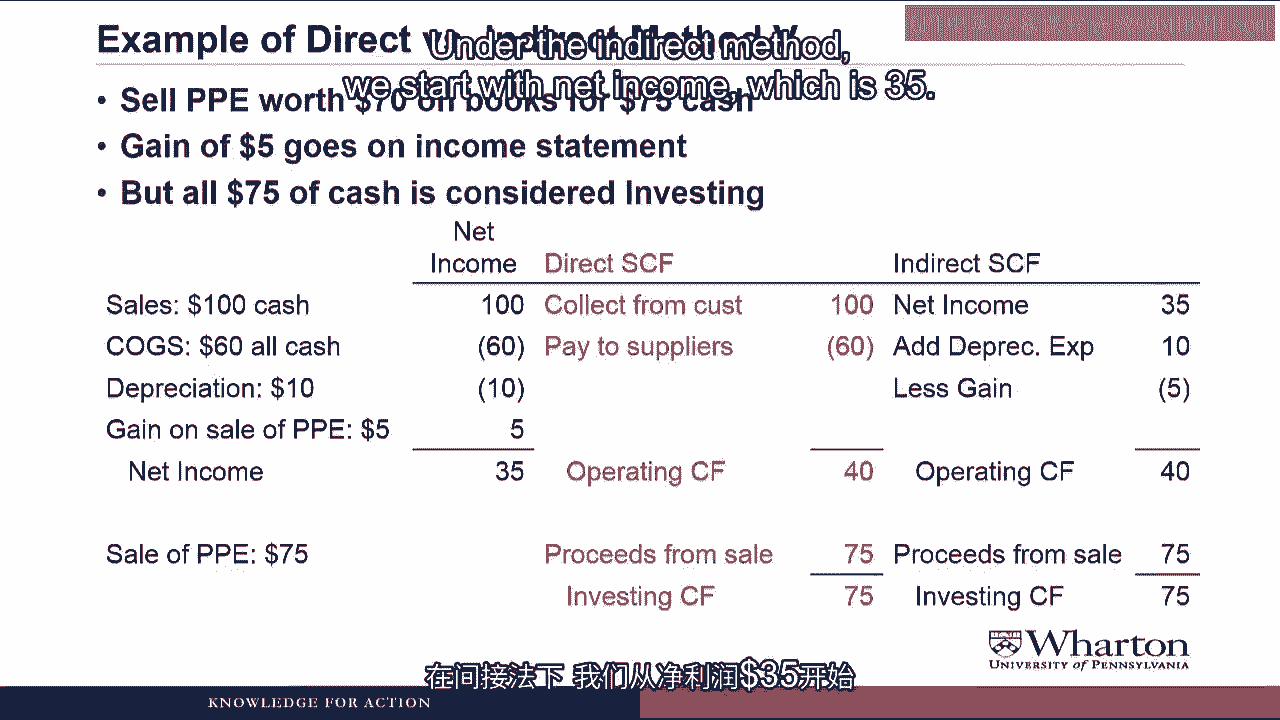 Example of Direct
Under the indirect method,
we start with net income, which is 35.
• Sell PPE worth $70 on books for $75 cash
• Gain of $5 goes on income statement
• But all $75 of cash is considered Investing
Net
Income Direct SCF Indirect SCF
Sales: $100 cash 100 Collect from cust 100 Net Income 35
COGS: $60 all cash (60) Pay to suppliers (60) Add Deprec. Exp 10
Depreciation: $10 (10) Less Gain (5)
Gain on sale of PPE: $5 5
Net Income 35 Operating CF 40 Operating CF 40
Sale of PPE: $75 Proceeds from sale 75 Proceeds from sale 75
Investing CF 75 Investing CF 75
Wharton
UNIVERSITY of PENNSYLVANIA
在间接法下 我们从净利润$35开始
KNOWLEDGE FOR ACTION